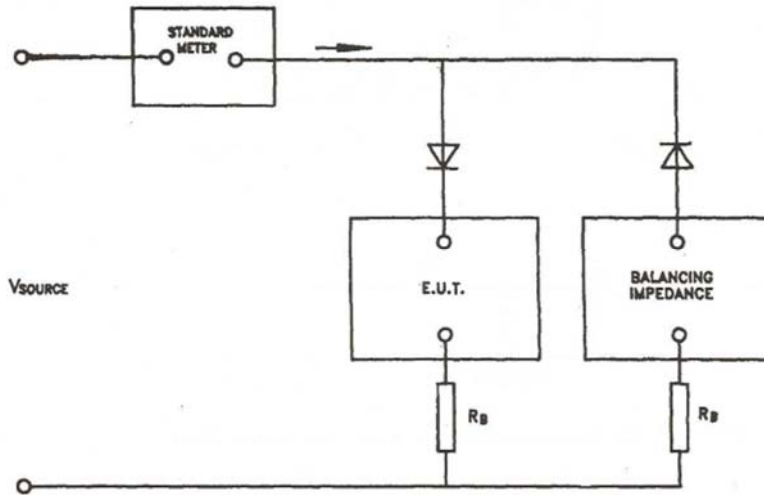 STANDARD
METER
VSOURCE
E.U.T.
BALANCING
IMPEDANCE
RB
RB